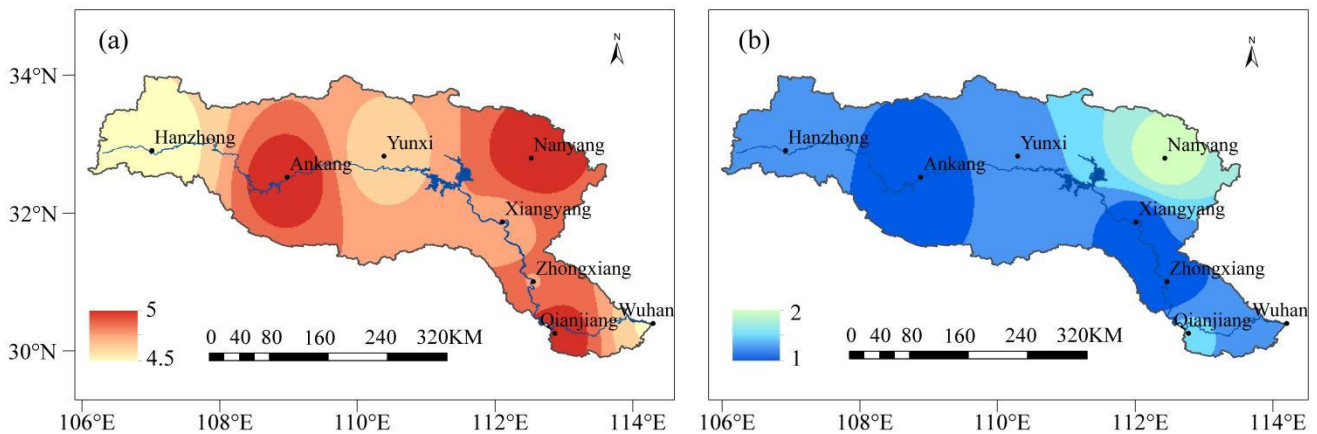 (a)
N
34°N
32°N
30°N
Hanzhong
Ankang
Yunxi
Nanyang
Xiangyang
Zhongxiang
Qianjiang
Wuhan
5
4.5
0 40 80 160 240 320KM
106°E 108°E 110°E 112°E 114°E
(b)
N
Hanzhong
Ankang
Yunxi
Nanyang
Xiangyang
Zhongxiang
Qianjiang
Wuhan
2
1
0 40 80 160 240 320KM
106°E 108°E 110°E 112°E 114°E